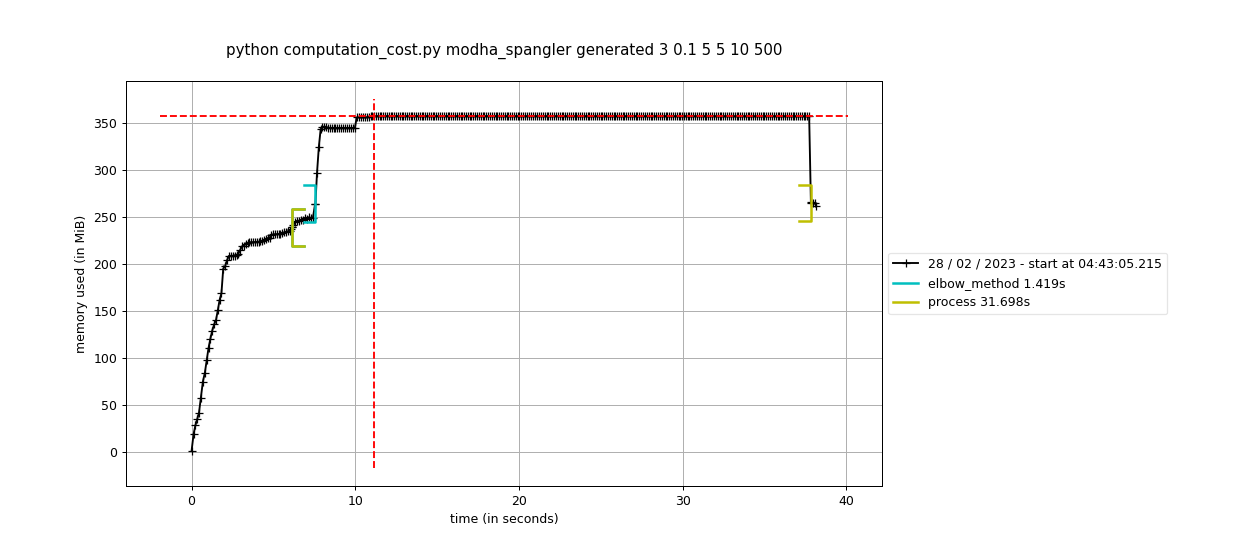 python computation_cost.py modha_spangler generated 3 0.1 5 5 10 500
memory used (in MiB)
350
300
250
200
150
100
50
0
0 10 20 30 40
time (in seconds)
28 / 02 / 2023 - start at 04:43:05.215
elbow_method 1.419s
process 31.698s